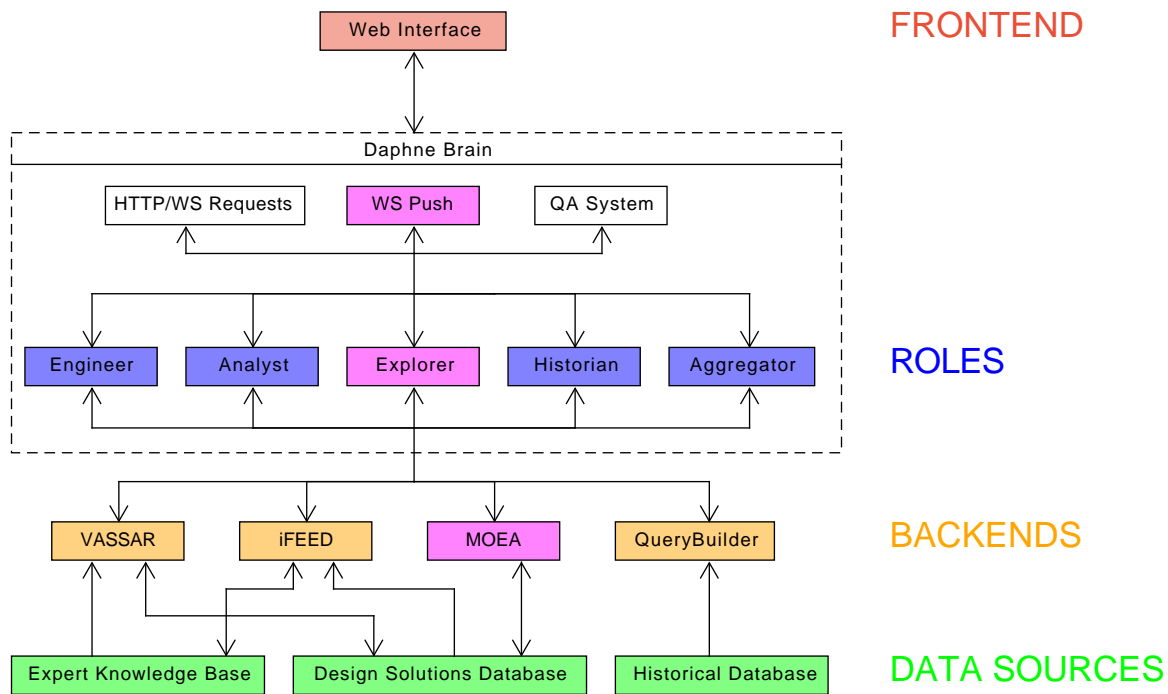 Web Interface
FRONTEND
Daphne Brain
HTTP/WS Requests
WS Push
QA System
Engineer
Analyst
Explorer
Historian
Aggregator
ROLES
VASSAR
iFEED
MOEA
QueryBuilder
BACKENDS
Expert Knowledge Base
Design Solutions Database
Historical Database
DATA SOURCES